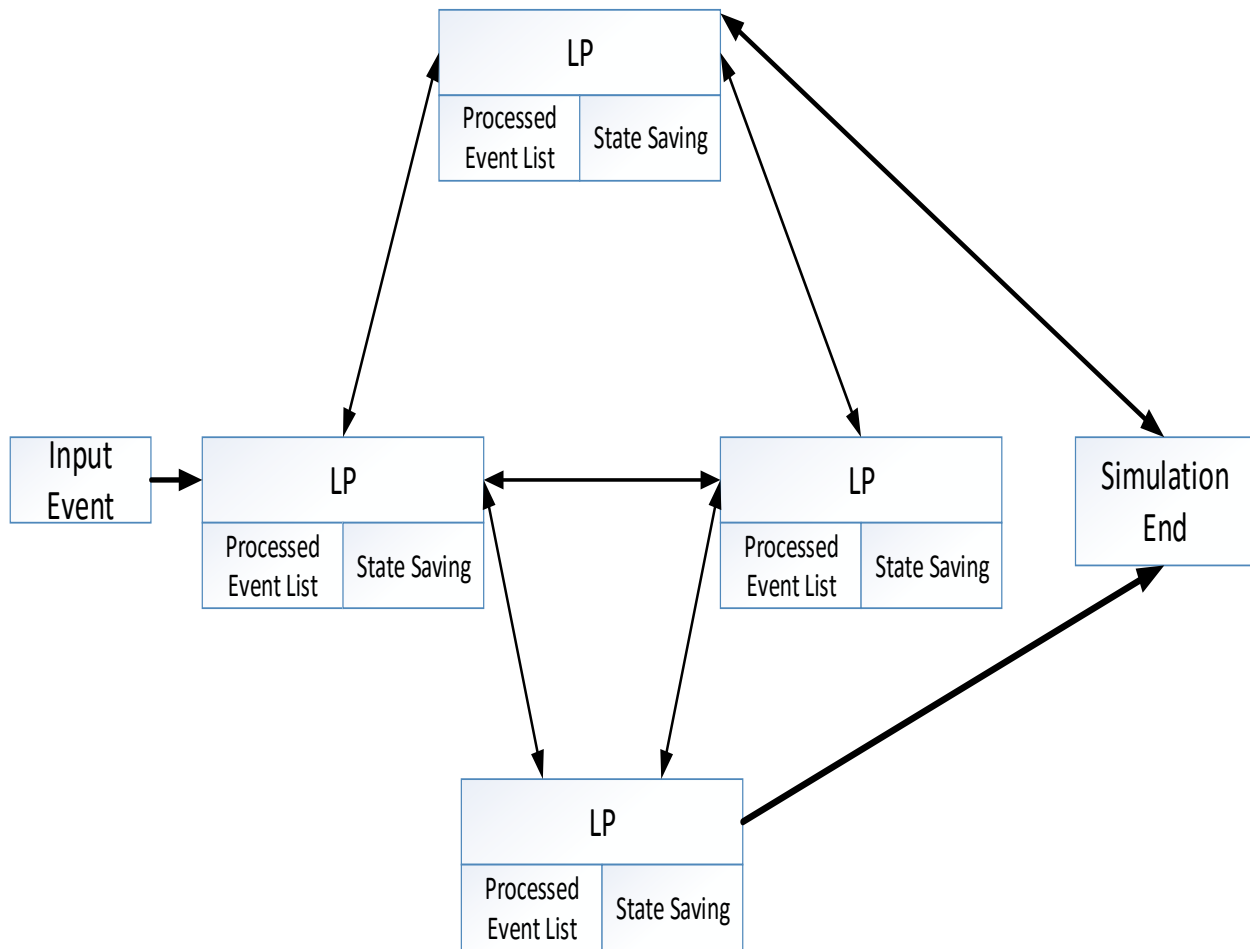 LP
Processed
Event List
State Saving
Input
Event
LP
Processed
Event List
State Saving
LP
Processed
Event List
State Saving
Simulation
End
LP
Processed
Event List
State Saving